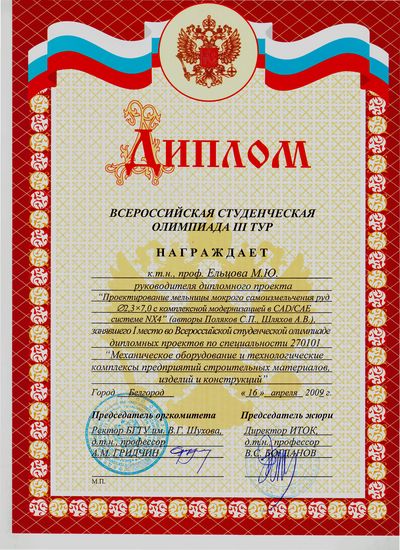 Диплом
ВСЕРОССИЙСКАЯ СТУДЕНЧЕСКАЯ
ОЛИМПИАДА III ТУР
НАГРАЖДАЕТ
к.т.н., проф. Ельцова М.Ю.
руководителя дипломного проекта
"Проектирование мельницы мокрого самоизмельчения руд
∅2,3×7,0 с комплексной модернизацией в CAD/CAE
системе NX4" (авторы Поляков С.П., Шляхов А.В.),
занявшего I место во Всероссийской студенческой олимпиаде
дипломных проектов по специальности 270101
"Механическое оборудование и технологические
комплексы предприятий строительных материалов,
изделий и конструкций"
Город Белгород « 16 » апреля 2009 г.
Председатель оргкомитета Председатель жюри
Ректор БГТУ им. В.Г. Шухова, Директор ИТОК,
д.т.н., профессор д.т.н., профессор
А.М. ГРИДЧИН В.С. БОГДАНОВ
М.П.